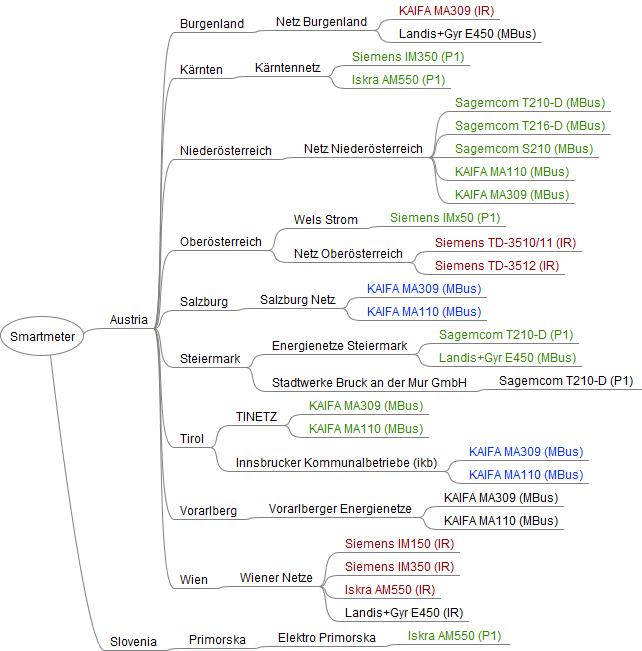 Smartmeter
Austria
Burgenland
Netz Burgenland
KAIFA MA309 (IR)
Landis+Gyr E450 (MBus)
Kärnten
Kärntennetz
Siemens IM350 (P1)
Iskra AM550 (P1)
Niederösterreich
Netz Niederösterreich
Sagemcom T210-D (MBus)
Sagemcom T216-D (MBus)
Sagemcom S210 (MBus)
KAIFA MA110 (MBus)
KAIFA MA309 (MBus)
Oberösterreich
Wels Strom
Siemens IMx50 (P1)
Netz Oberösterreich
Siemens TD-3510/11 (IR)
Siemens TD-3512 (IR)
Salzburg
Salzburg Netz
KAIFA MA309 (MBus)
KAIFA MA110 (MBus)
Steiermark
Energienetze Steiermark
Sagemcom T210-D (P1)
Landis+Gyr E450 (MBus)
Stadtwerke Bruck an der Mur GmbH
Sagemcom T210-D (P1)
Tirol
TINETZ
KAIFA MA309 (MBus)
KAIFA MA110 (MBus)
Innsbrucker Kommunalbetriebe (ikb)
KAIFA MA309 (MBus)
KAIFA MA110 (MBus)
Vorarlberg
Vorarlberger Energienetze
KAIFA MA309 (MBus)
KAIFA MA110 (MBus)
Wien
Wiener Netze
Siemens IM150 (IR)
Siemens IM350 (IR)
Iskra AM550 (IR)
Landis+Gyr E450 (IR)
Slovenia
Primorska
Elektro Primorska
Iskra AM550 (P1)